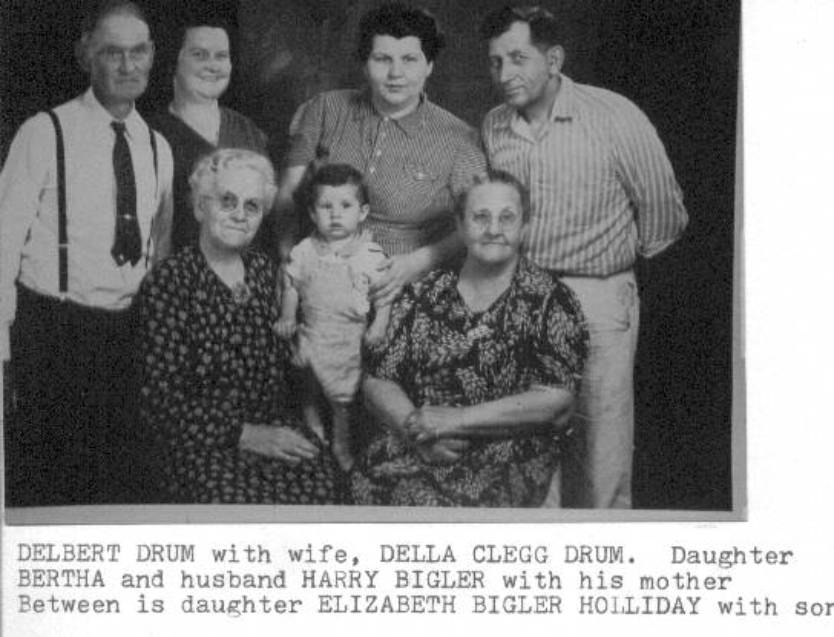 DELBERT DRUM with wife, DELLA CLEGG DRUM. Daughter
BERTHA and husband HARRY BIGLER with his mother
Between is daughter ELIZABETH BIGLER HOLLIDAY with son